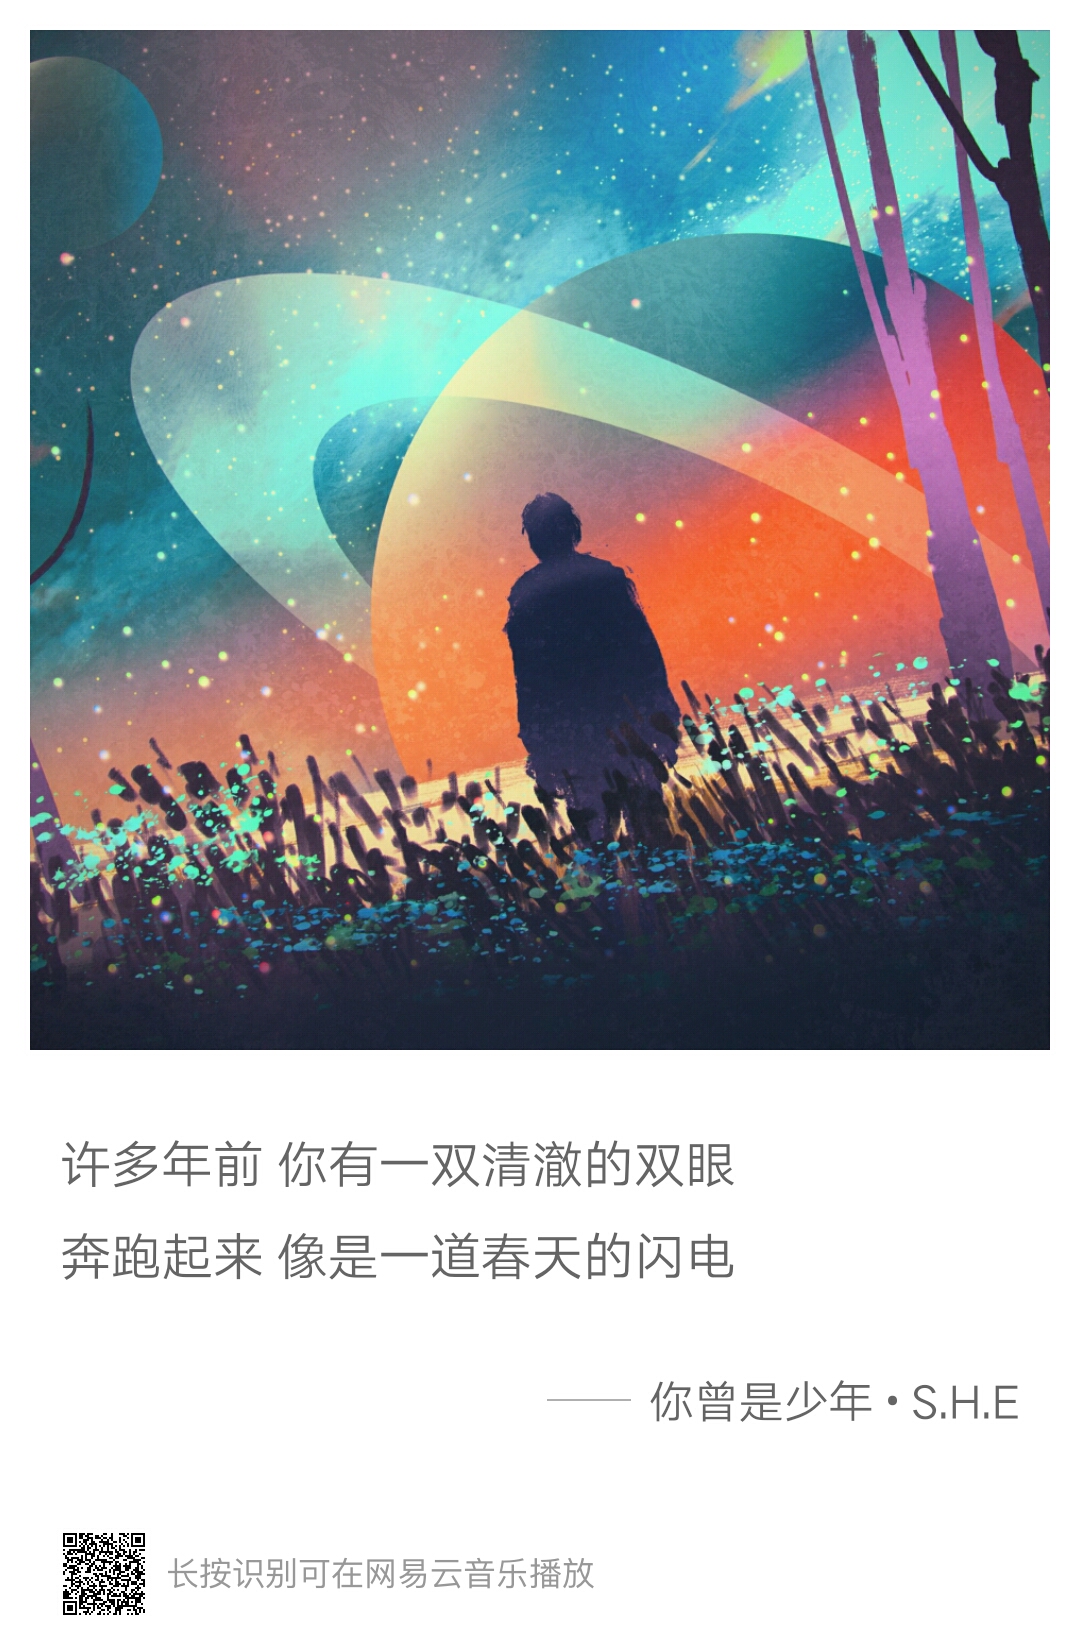 许多年前 你有一双清澈的双眼
奔跑起来 像是一道春天的闪电
—— 你曾是少年 • S.H.E
长按识别可在网易云音乐播放